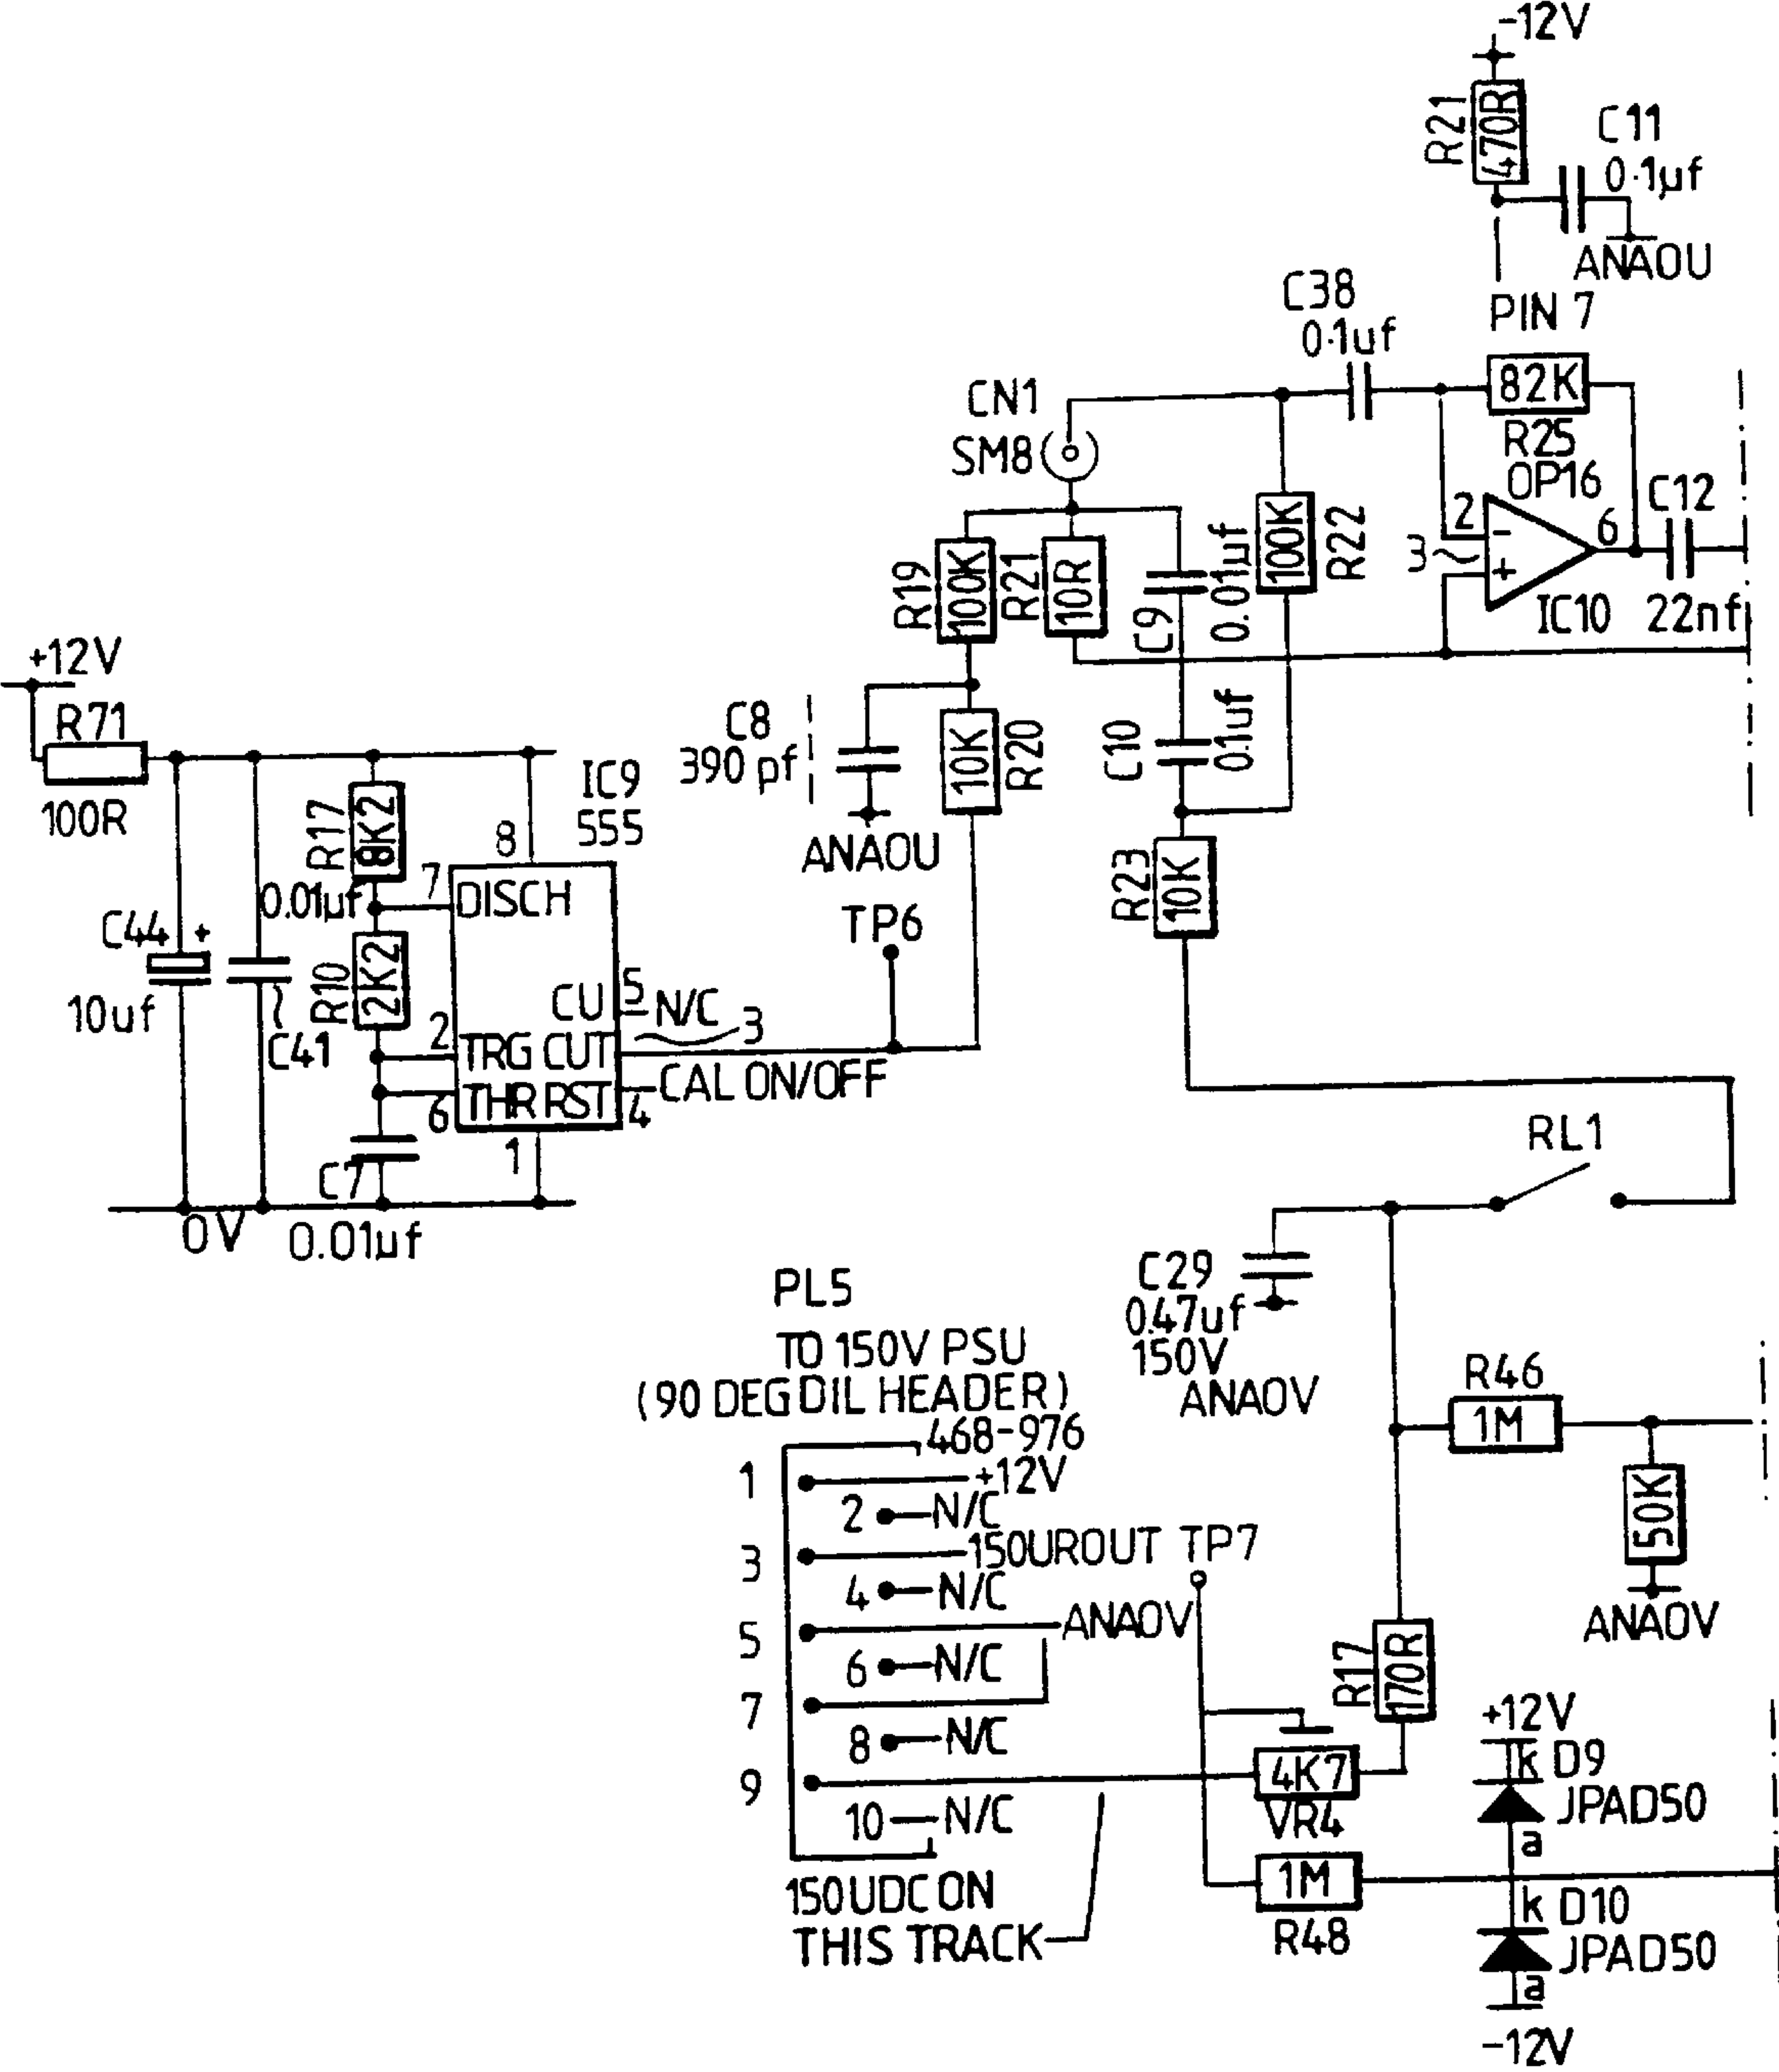 -12V
R21
470R
C11
0.1µf
ANAOU
PIN 7
C38
0.1uf
82K
R25
OP16
CN1
SM8
C12
2
-
3
+
6
IC10
22nf
R19
100K
R21
10R
C9
0.01µf
100K
R22
+12V
R71
100R
C8
390 pf
10K
R20
C10
0.1uf
ANAOU
IC9
555
R17
8K2
8
7
DISCH
0.01µf
C44
+
10uf
R10
2K2
C41
CU
5
N/C
2
TRG CUT
3
THR RST
6
4
CAL ON/OFF
1
TP6
R23
10K
C7
0V
0.01µf
RL1
C29
0.47uf
150V
ANAOV
PL5
TO 150V PSU
(90 DEG DIL HEADER)
468-976
1
+12V
2
N/C
3
150UROUT
TP7
4
N/C
5
ANAOV
6
N/C
7
8
N/C
9
10
N/C
150UDC ON
THIS TRACK
R46
1M
50K
ANAOV
R17
170R
4K7
VR4
1M
R48
+12V
k D9
JPAD50
a
k D10
JPAD50
a
-12V